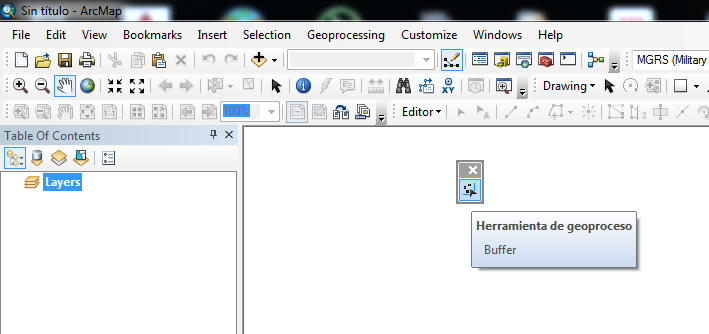 Sin título - ArcMap
File Edit View Bookmarks Insert Selection Geoprocessing Customize Windows Help
MGRS (Military
Drawing
100% Editor
Table Of Contents
Layers
Herramienta de geoproceso
Buffer